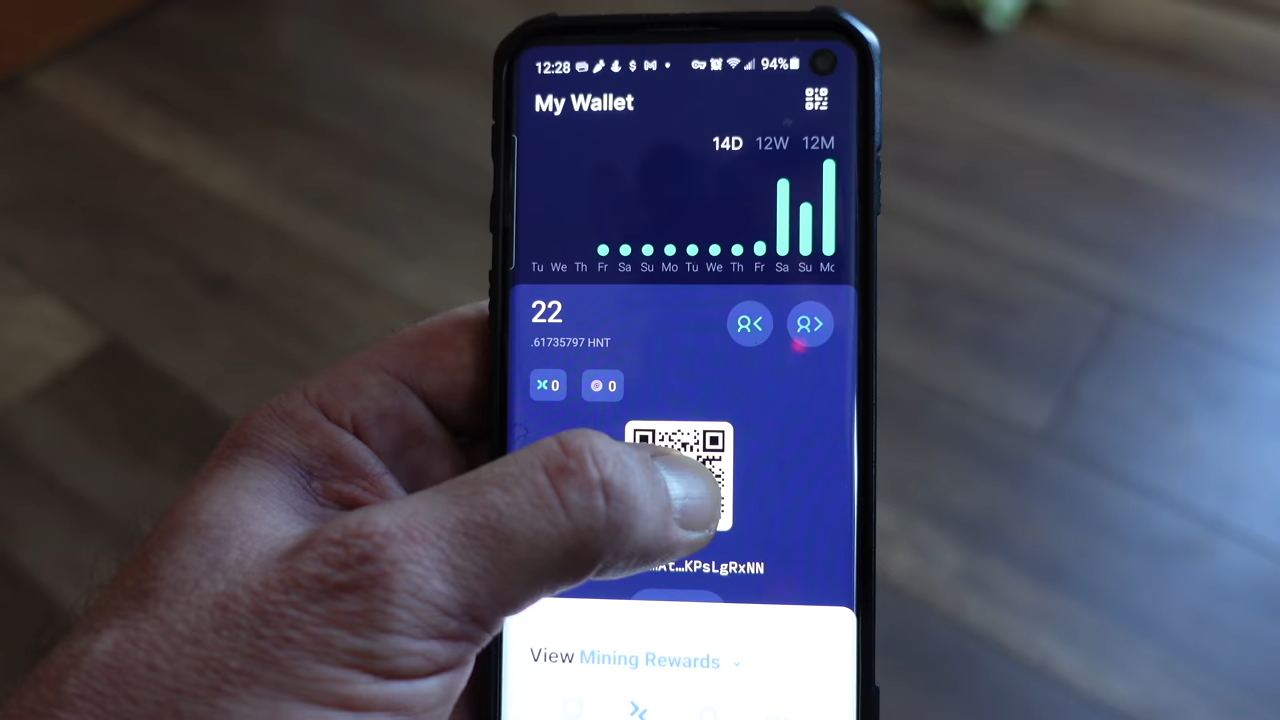 12:28 94%
My Wallet
14D 12W 12M
Tu We Th Fr Sa Su Mo Tu We Th Fr Sa Su Mo
22
.61735797 HNT
0 0
At...KPsLgRxNN
View Mining Rewards